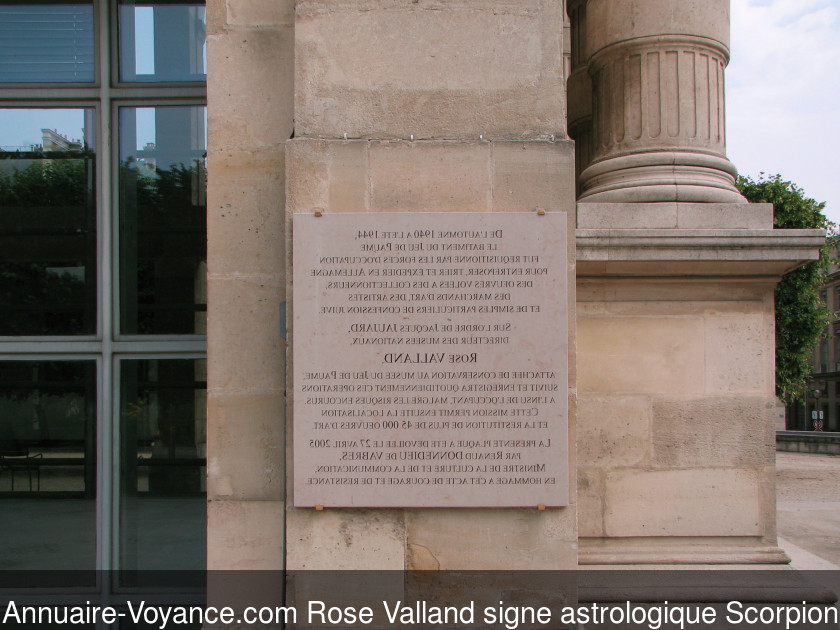 DE L'AUTOMNE 1940 A L'ETE 1944,
LE BATIMENT DU JEU DE PAUME
FUT REQUISITIONNE PAR LES FORCES D'OCCUPATION
POUR ENTREPOSER, TRIER ET EXPEDIER EN ALLEMAGNE
DES OEUVRES VOLEES A DES COLLECTIONNEURS,
DES MARCHANDS D'ART, DES ARTISTES
ET DE SIMPLES PARTICULIERS DE CONFESSION JUIVE.
SUR L'ORDRE DE JACQUES JAUJARD,
DIRECTEUR DES MUSEES NATIONAUX,
ROSE VALLAND,
ATTACHEE DE CONSERVATION AU MUSEE DU JEU DE PAUME,
SUIVIT ET ENREGISTRA QUOTIDIENNEMENT CES OPERATIONS
A L'INSU DE L'OCCUPANT, MALGRE LES RISQUES ENCOURUS.
CETTE MISSION PERMIT ENSUITE LA LOCALISATION
ET LA RESTITUTION DE PLUS DE 45 000 OEUVRES D'ART.
LA PRESENTE PLAQUE A ETE DEVOILEE LE 27 AVRIL 2005
PAR RENAUD DONNEDIEU DE VABRES,
MINISTRE DE LA CULTURE ET DE LA COMMUNICATION,
EN HOMMAGE A CET ACTE DE COURAGE ET DE RESISTANCE.
Annuaire-Voyance.com Rose Valland signe astrologique Scorpion